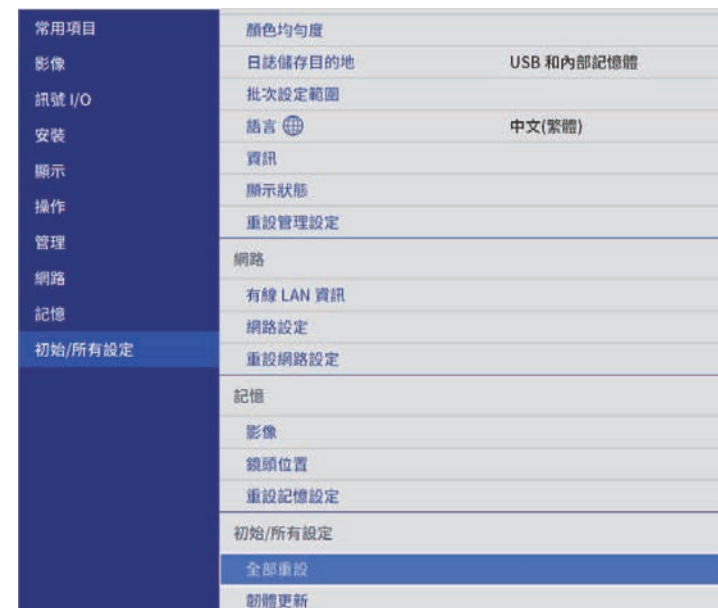 常用項目
影像
訊號 I/O
安裝
顯示
操作
管理
網路
記憶
初始/所有設定
顏色均勻度
日誌儲存目的地 USB 和內部記憶體
批次設定範圍
語言 中文(繁體)
資訊
顯示狀態
重設管理設定
網路
有線 LAN 資訊
網路設定
重設網路設定
記憶
影像
鏡頭位置
重設記憶設定
初始/所有設定
全部重設
韌體更新